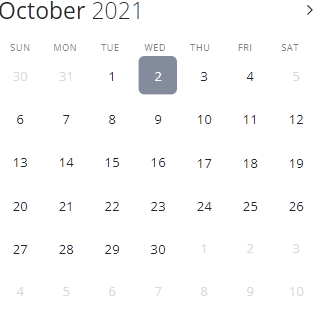 October 2021
SUN MON TUE WED THU FRI SAT
30 31 1 2 3 4 5
6 7 8 9 10 11 12
13 14 15 16 17 18 19
20 21 22 23 24 25 26
27 28 29 30 1 2 3
4 5 6 7 8 9 10